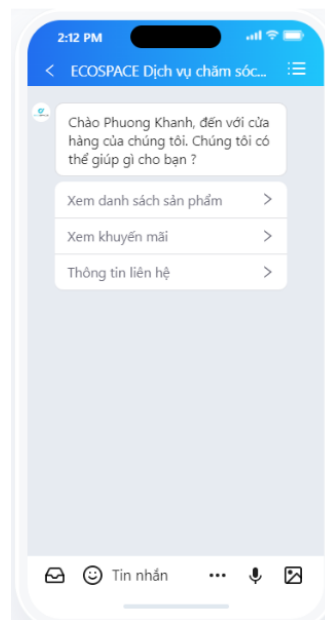 2:12 PM
ECOSPACE Dịch vụ chăm sóc...
Chào Phuong Khanh, đến với cửa
hàng của chúng tôi. Chúng tôi có
thể giúp gì cho bạn ?
Xem danh sách sản phẩm
Xem khuyến mãi
Thông tin liên hệ
Tin nhắn